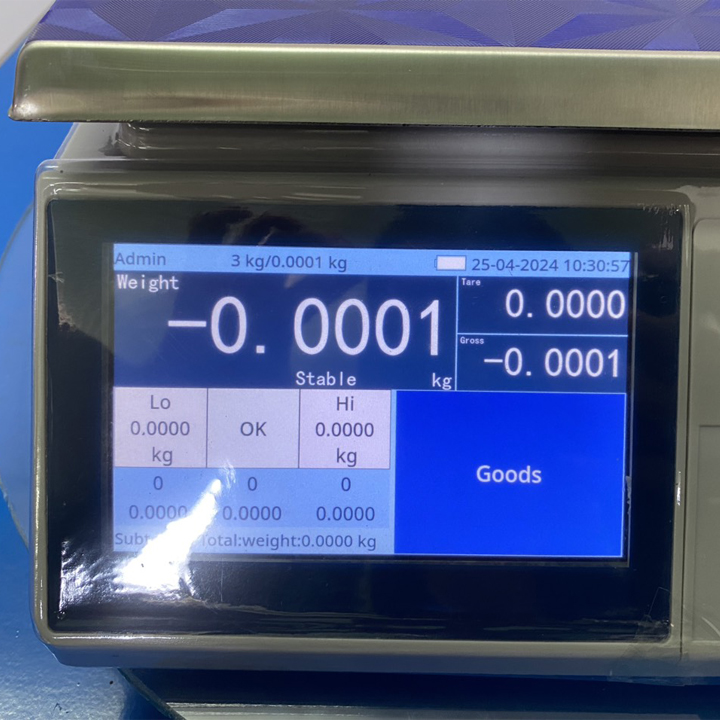 Admin 3 kg/0.0001 kg 25-04-2024 10:30:57
Weight
-0.0001
Stable kg
Tare
0.0000
Gross
-0.0001
Lo OK Hi
0.0000 0.0000
kg kg
0 0 0
0.0000 0.0000 0.0000
Total:weight:0.0000 kg
Goods